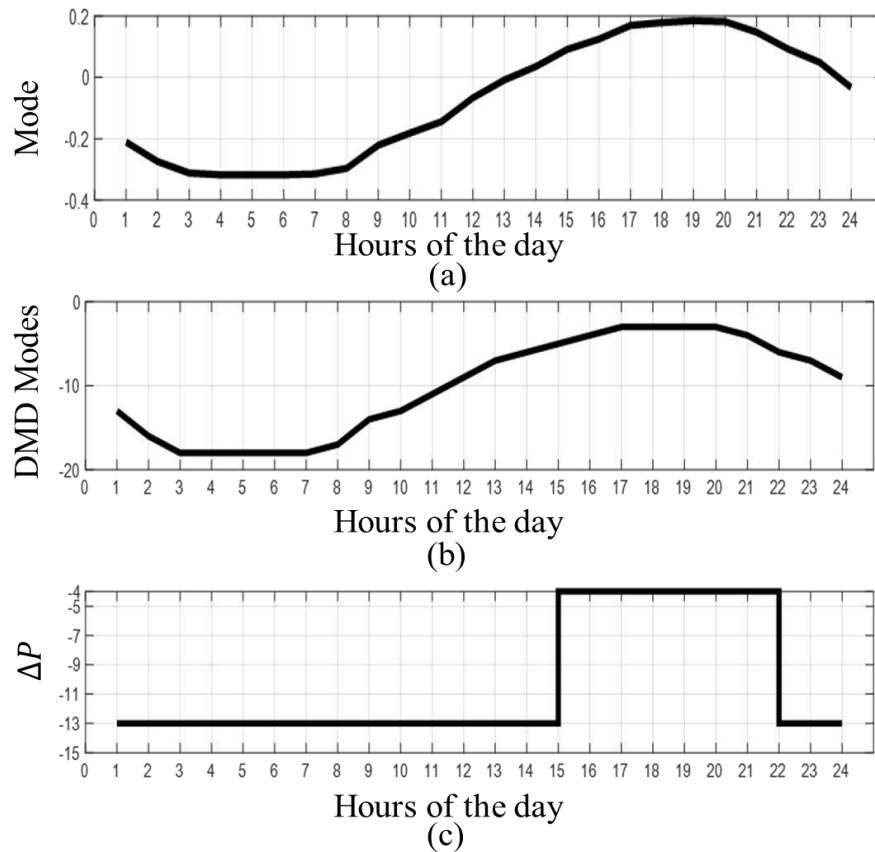 0.2
0
-0.2
-0.4
Mode
0 1 2 3 4 5 6 7 8 9 10 11 12 13 14 15 16 17 18 19 20 21 22 23 24
Hours of the day
(a)
0
-10
-20
DMD Modes
0 1 2 3 4 5 6 7 8 9 10 11 12 13 14 15 16 17 18 19 20 21 22 23 24
Hours of the day
(b)
-4
-5
-7
-9
-11
-13
-15
ΔP
0 1 2 3 4 5 6 7 8 9 10 11 12 13 14 15 16 17 18 19 20 21 22 23 24
Hours of the day
(c)